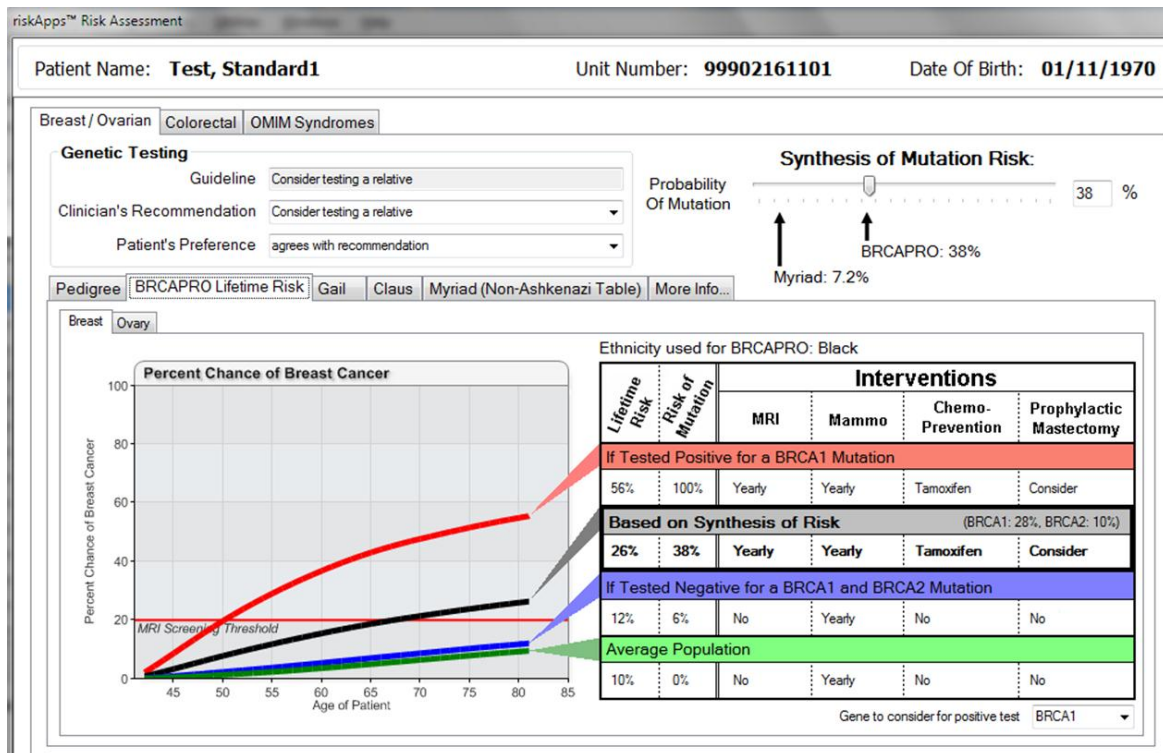 riskApps™ Risk Assessment
Patient Name: Test, Standard1 Unit Number: 99902161101 Date Of Birth: 01/11/1970
Breast / Ovarian Colorectal OMIM Syndromes
Genetic Testing
Guideline Consider testing a relative
Clinician's Recommendation Consider testing a relative
Patient's Preference agrees with recommendation
Synthesis of Mutation Risk:
Probability
Of Mutation
38 %
BRCAPRO: 38%
Myriad: 7.2%
Pedigree BRCAPRO Lifetime Risk Gail Claus Myriad (Non-Ashkenazi Table) More Info...
Breast Ovary
Percent Chance of Breast Cancer
Percent Chance of Breast Cancer
100
80
60
40
20
0
MRI Screening Threshold
45 50 55 60 65 70 75 80 85
Age of Patient
Ethnicity used for BRCAPRO: Black
Lifetime
Risk
Risk of
Mutation
Interventions
MRI Mammo Chemo-
Prevention Prophylactic
Mastectomy
If Tested Positive for a BRCA1 Mutation
56% 100% Yearly Yearly Tamoxifen Consider
Based on Synthesis of Risk (BRCA1: 28%, BRCA2: 10%)
26% 38% Yearly Yearly Tamoxifen Consider
If Tested Negative for a BRCA1 and BRCA2 Mutation
12% 6% No Yearly No No
Average Population
10% 0% No Yearly No No
Gene to consider for positive test BRCA1